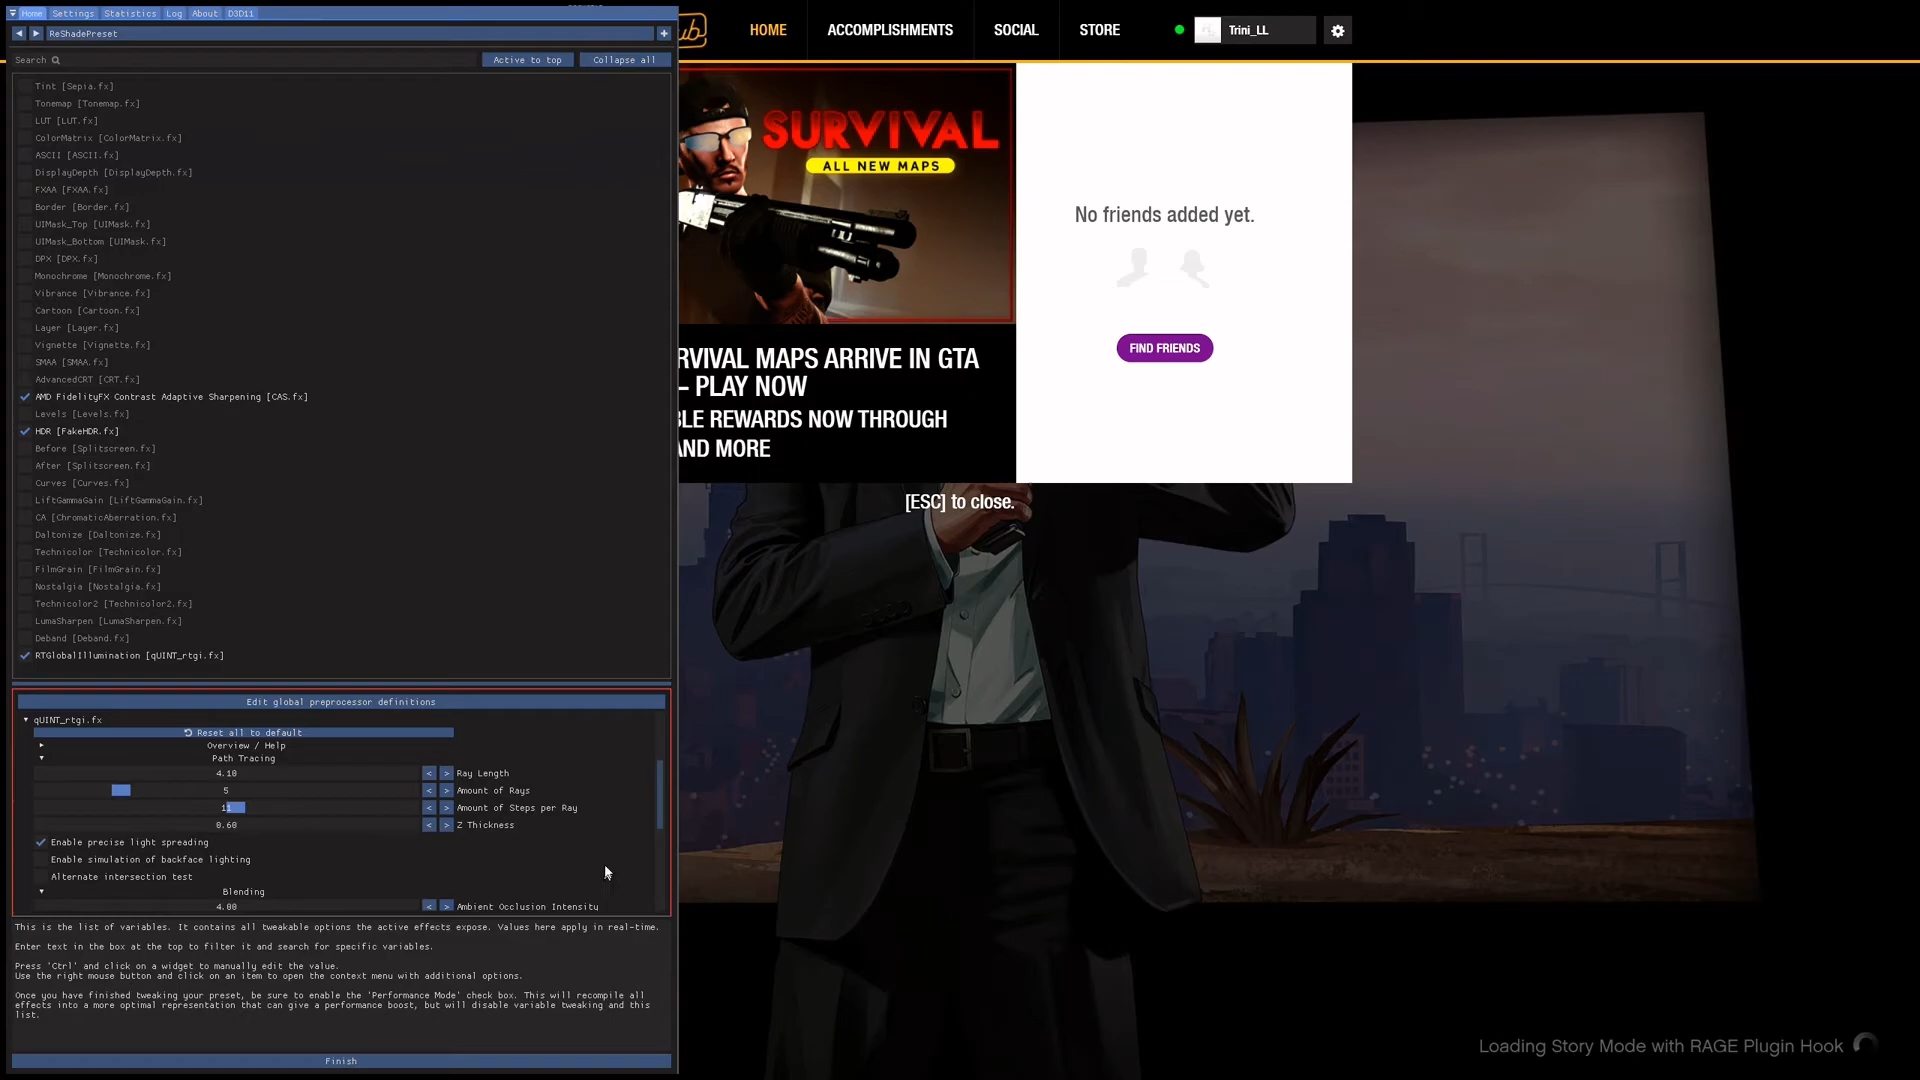 Home Settings Statistics Log About D3D11
ReShadePreset
Search
Active to top
Collapse all
Tint [Sepia.fx]
Tonemap [Tonemap.fx]
LUT [LUT.fx]
ColorMatrix [ColorMatrix.fx]
ASCII [ASCII.fx]
DisplayDepth [DisplayDepth.fx]
FXAA [FXAA.fx]
Border [Border.fx]
UIMask_Top [UIMask.fx]
UIMask_Bottom [UIMask.fx]
DPX [DPX.fx]
Monochrome [Monochrome.fx]
Vibrance [Vibrance.fx]
Cartoon [Cartoon.fx]
Layer [Layer.fx]
Vignette [Vignette.fx]
SMAA [SMAA.fx]
AdvancedCRT [CRT.fx]
AMD FidelityFX Contrast Adaptive Sharpening [CAS.fx]
Levels [Levels.fx]
HDR [FakeHDR.fx]
Before [Splitscreen.fx]
After [Splitscreen.fx]
Curves [Curves.fx]
LiftGammaGain [LiftGammaGain.fx]
CA [ChromaticAberration.fx]
Daltonize [Daltonize.fx]
Technicolor [Technicolor.fx]
FilmGrain [FilmGrain.fx]
Nostalgia [Nostalgia.fx]
Technicolor2 [Technicolor2.fx]
LumaSharpen [LumaSharpen.fx]
Deband [Deband.fx]
RTGlobalIllumination [qUINT_rtgi.fx]
Edit global preprocessor definitions
qUINT_rtgi.fx
Reset all to default
Overview / Help
Path Tracing
4.10 < > Ray Length
5 < > Amount of Rays
11 < > Amount of Steps per Ray
0.60 < > Z Thickness
Enable precise light spreading
Enable simulation of backface lighting
Alternate intersection test
Blending
4.00 < > Ambient Occlusion Intensity
This is the list of variables. It contains all tweakable options the active effects expose. Values here apply in real-time.
Enter text in the box at the top to filter it and search for specific variables.
Press 'Ctrl' and click on a widget to manually edit the value.
Use the right mouse button and click on an item to open the context menu with additional options.
Once you have finished tweaking your preset, be sure to enable the 'Performance Mode' check box. This will recompile all
effects into a more optimal representation that can give a performance boost, but will disable variable tweaking and this
list.
Finish
ub
HOME ACCOMPLISHMENTS SOCIAL STORE
Trini_LL
SURVIVAL
ALL NEW MAPS
RVIVAL MAPS ARRIVE IN GTA
– PLAY NOW
BLE REWARDS NOW THROUGH
AND MORE
No friends added yet.
FIND FRIENDS
[ESC] to close.
Loading Story Mode with RAGE Plugin Hook